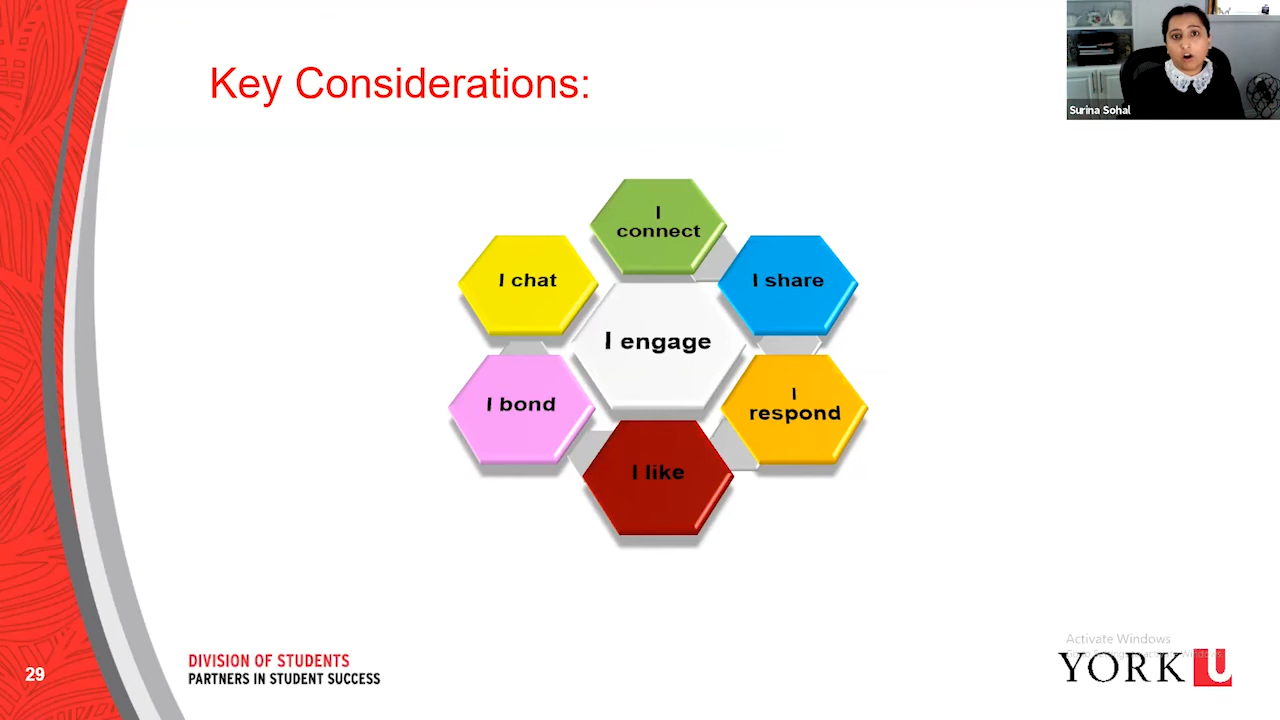 Key Considerations:
Surina Sohal
I
connect
I chat
I share
I engage
I bond
I
respond
I like
Activate Windows
29
DIVISION OF STUDENTS
PARTNERS IN STUDENT SUCCESS
YORK U